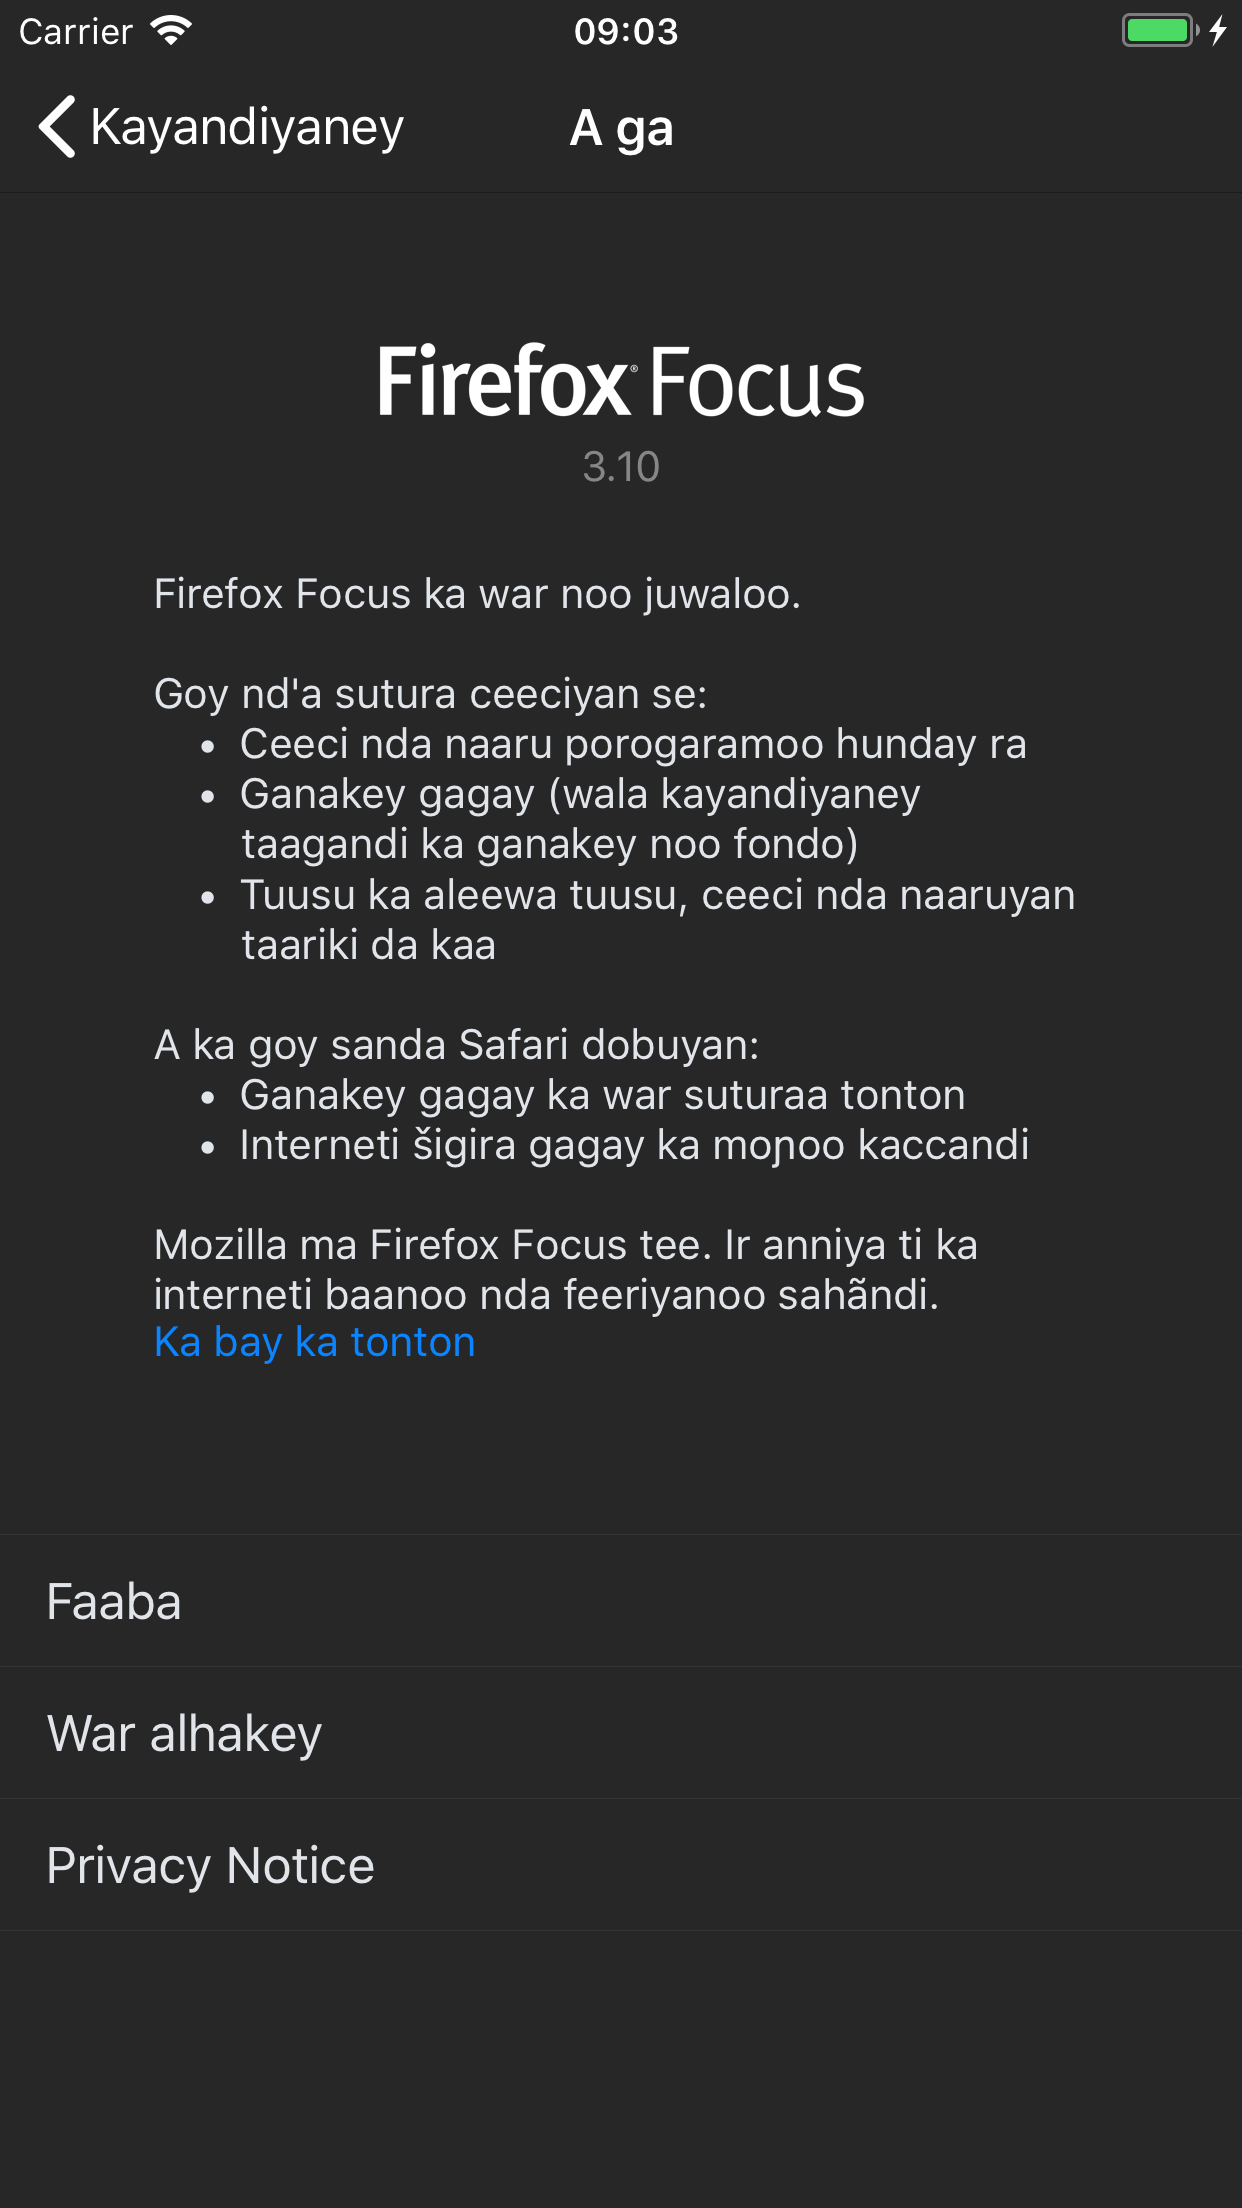 Carrier
09:03
Kayandiyaney
A ga
Firefox® Focus
3.10
Firefox Focus ka war noo juwaloo.
Goy nd'a sutura ceeciyan se:
• Ceeci nda naaru porogaramoo hunday ra
• Ganakey gagay (wala kayandiyaney
taagandi ka ganakey noo fondo)
• Tuusu ka aleewa tuusu, ceeci nda naaruyan
taariki da kaa
A ka goy sanda Safari dobuyan:
• Ganakey gagay ka war suturaa tonton
• Interneti šigira gagay ka moɲoo kaccandi
Mozilla ma Firefox Focus tee. Ir anniya ti ka
interneti baanoo nda feeriyanoo sahãndi.
Ka bay ka tonton
Faaba
War alhakey
Privacy Notice